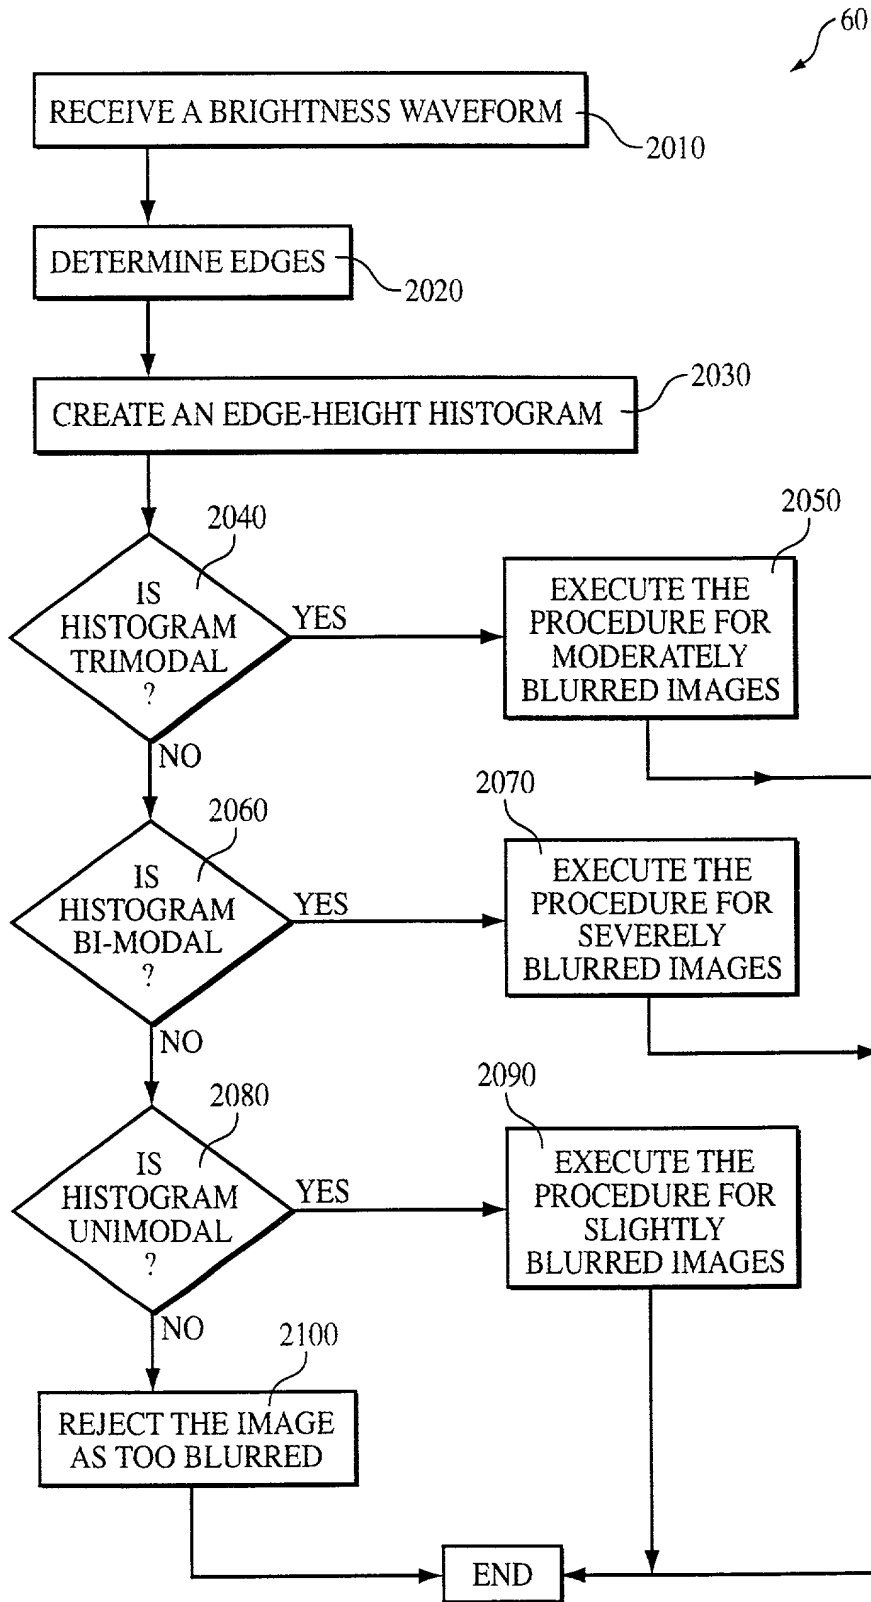 60
RECEIVE A BRIGHTNESS WAVEFORM
2010
DETERMINE EDGES
2020
2030
CREATE AN EDGE-HEIGHT HISTOGRAM
2040
IS
HISTOGRAM
TRIMODAL
?
YES
NO
2050
EXECUTE THE
PROCEDURE FOR
MODERATELY
BLURRED IMAGES
2060
IS
HISTOGRAM
BI-MODAL
?
YES
NO
2070
EXECUTE THE
PROCEDURE FOR
SEVERELY
BLURRED IMAGES
2080
IS
HISTOGRAM
UNIMODAL
?
YES
NO
2090
EXECUTE THE
PROCEDURE FOR
SLIGHTLY
BLURRED IMAGES
2100
REJECT THE IMAGE
AS TOO BLURRED
END